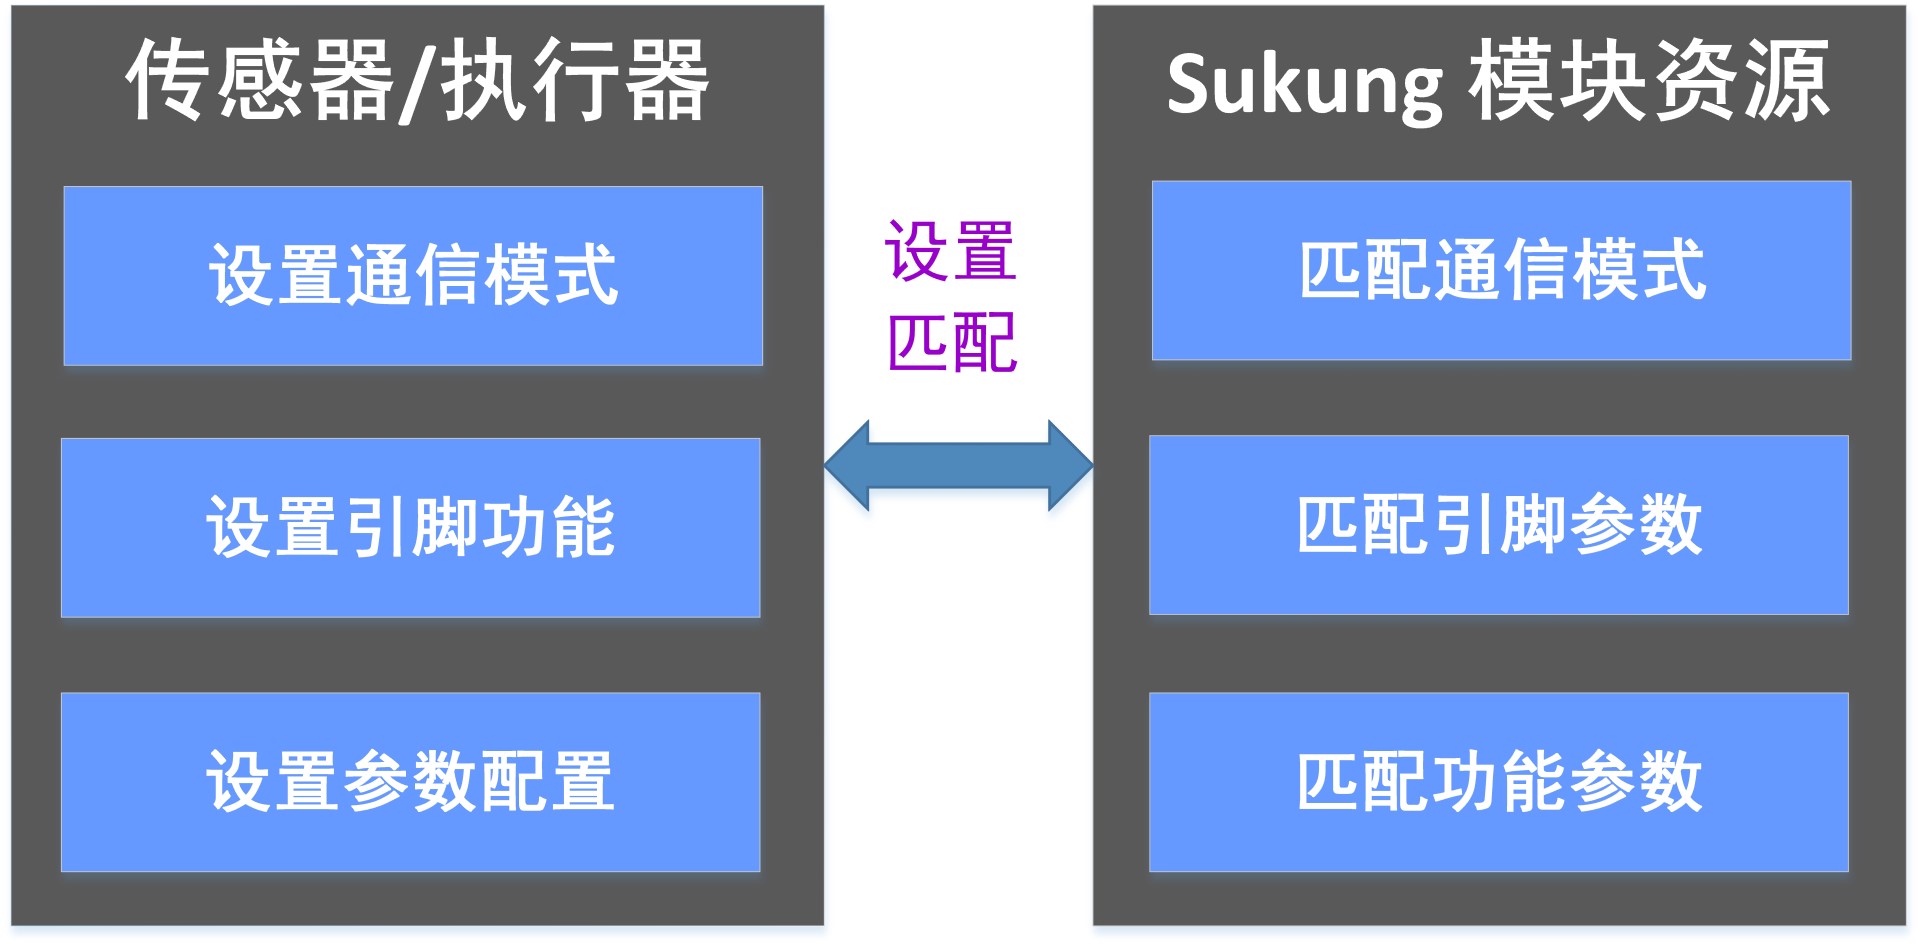 传感器/执行器
设置通信模式
设置引脚功能
设置参数配置
设置
匹配
Sukung 模块资源
匹配通信模式
匹配引脚参数
匹配功能参数